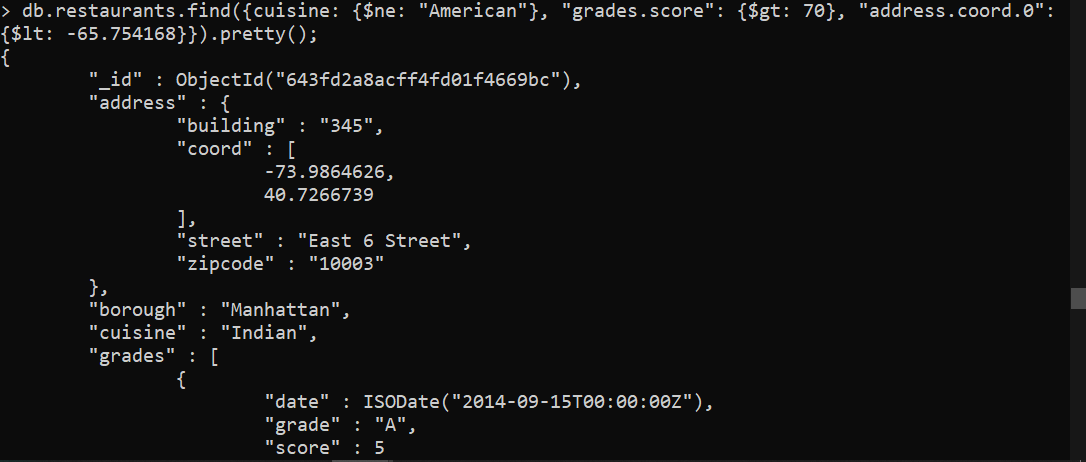 > db.restaurants.find({cuisine: {$ne: "American"}, "grades.score": {$gt: 70}, "address.coord.0":
{$lt: -65.754168}}).pretty();
{
        "_id" : ObjectId("643fd2a8acff4fd01f4669bc"),
        "address" : {
                "building" : "345",
                "coord" : [
                        -73.9864626,
                        40.7266739
                ],
                "street" : "East 6 Street",
                "zipcode" : "10003"
        },
        "borough" : "Manhattan",
        "cuisine" : "Indian",
        "grades" : [
                {
                        "date" : ISODate("2014-09-15T00:00:00Z"),
                        "grade" : "A",
                        "score" : 5